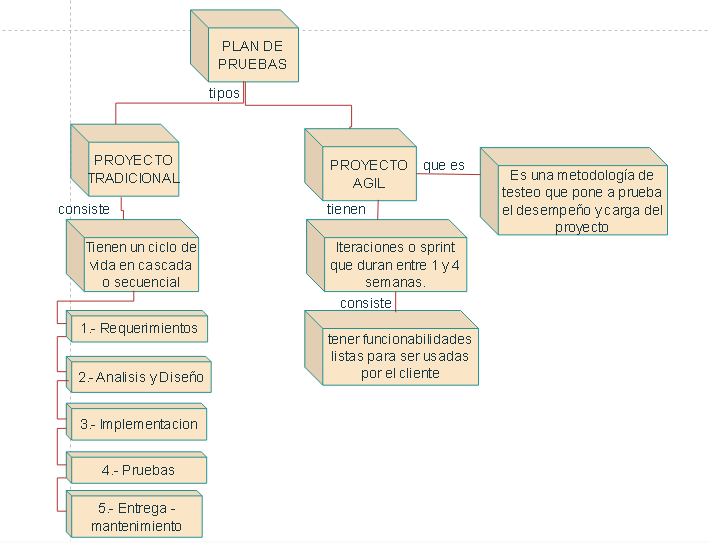 PLAN DE
PRUEBAS
tipos
PROYECTO
TRADICIONAL
consiste
Tienen un ciclo de
vida en cascada
o secuencial
1.- Requerimientos
2.- Analisis y Diseño
3.- Implementacion
4.- Pruebas
5.- Entrega -
mantenimiento
PROYECTO
AGIL
que es
Es una metodología de
testeo que pone a prueba
el desempeño y carga del
proyecto
tienen
Iteraciones o sprint
que duran entre 1 y 4
semanas.
consiste
tener funcionabilidades
listas para ser usadas
por el cliente